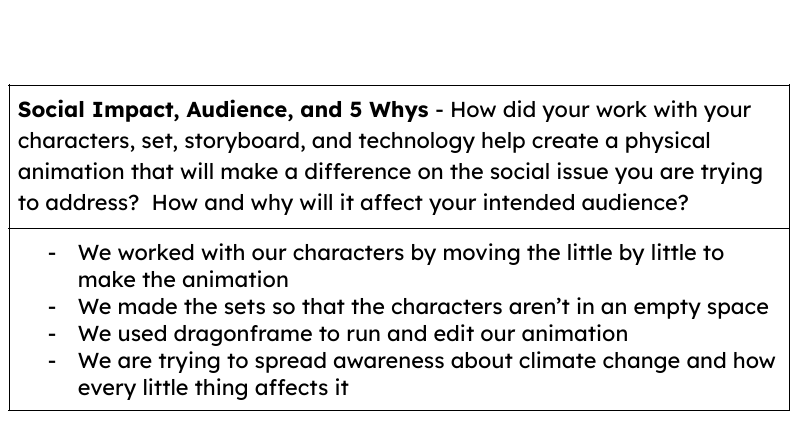 Social Impact, Audience, and 5 Whys - How did your work with your
characters, set, storyboard, and technology help create a physical
animation that will make a difference on the social issue you are trying
to address?  How and why will it affect your intended audience?
- We worked with our characters by moving the little by little to
make the animation
- We made the sets so that the characters aren’t in an empty space
- We used dragonframe to run and edit our animation
- We are trying to spread awareness about climate change and how
every little thing affects it